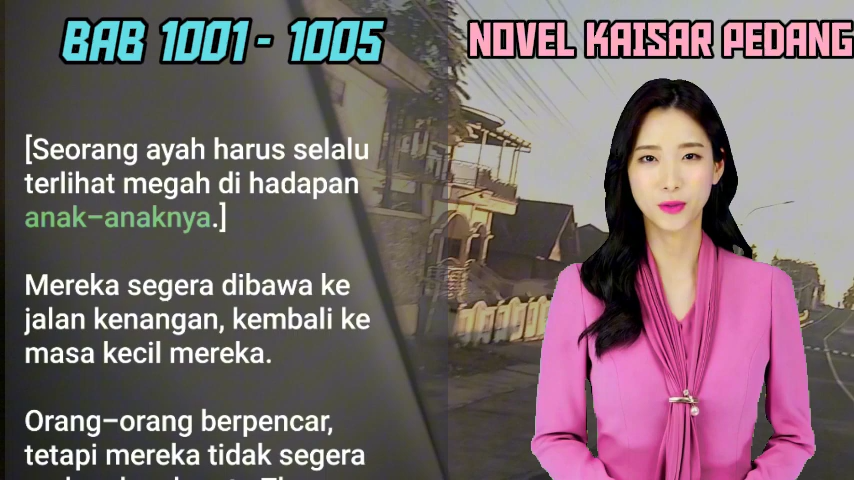 BAB 1001 - 1005
NOVEL KAISAR PEDANG
[Seorang ayah harus selalu
terlihat megah di hadapan
anak-anaknya.]
Mereka segera dibawa ke
jalan kenangan, kembali ke
masa kecil mereka.
Orang-orang berpencar,
tetapi mereka tidak segera